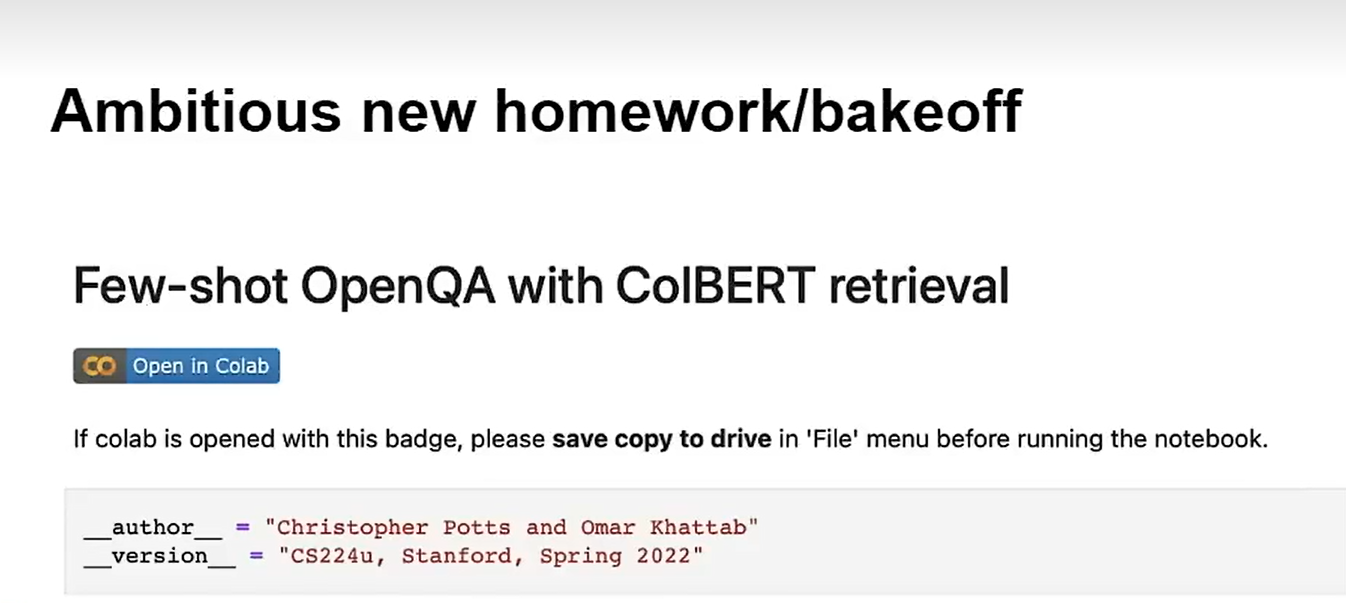 Ambitious new homework/bakeoff
Few-shot OpenQA with ColBERT retrieval
CO Open in Colab
If colab is opened with this badge, please save copy to drive in 'File' menu before running the notebook.
__author__ = "Christopher Potts and Omar Khattab"
__version__ = "CS224u, Stanford, Spring 2022"